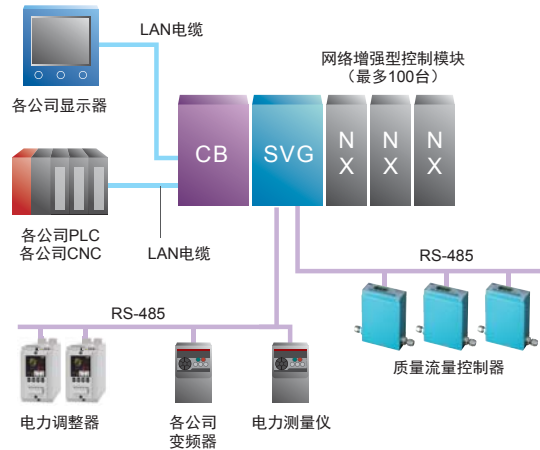 LAN电缆
网络增强型控制模块
（最多100台）
各公司显示器
CB
SVG
NX
NX
NX
各公司PLC
各公司CNC
LAN电缆
RS-485
RS-485
质量流量控制器
电力调整器
各公司
变频器
电力测量仪